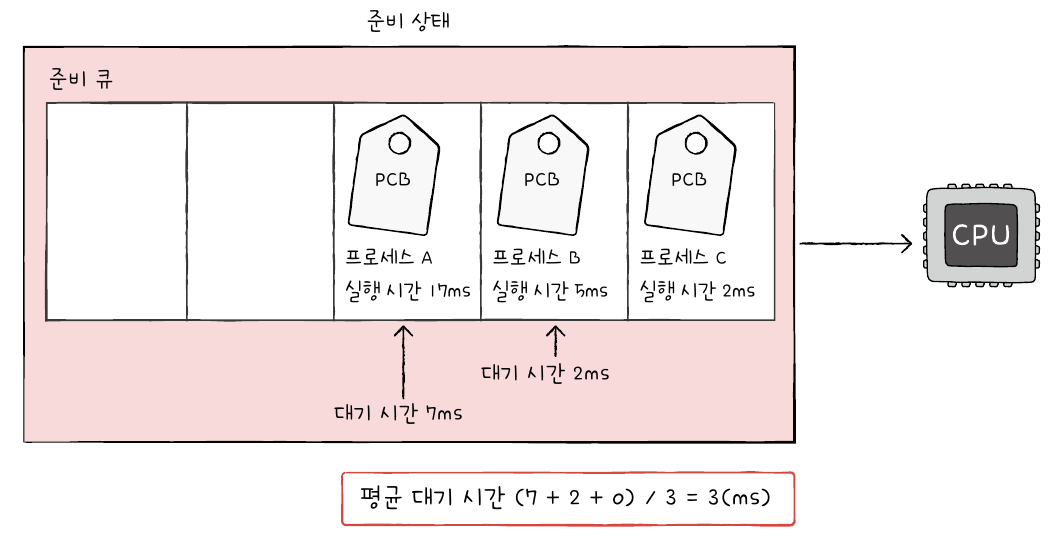 준비 상태
준비 큐
PCB
PCB
PCB
프로세스 A
프로세스 B
프로세스 C
실행 시간 17ms
실행 시간 5ms
실행 시간 2ms
CPU
대기 시간 2ms
대기 시간 7ms
평균 대기 시간 (7 + 2 + 0) / 3 = 3(ms)